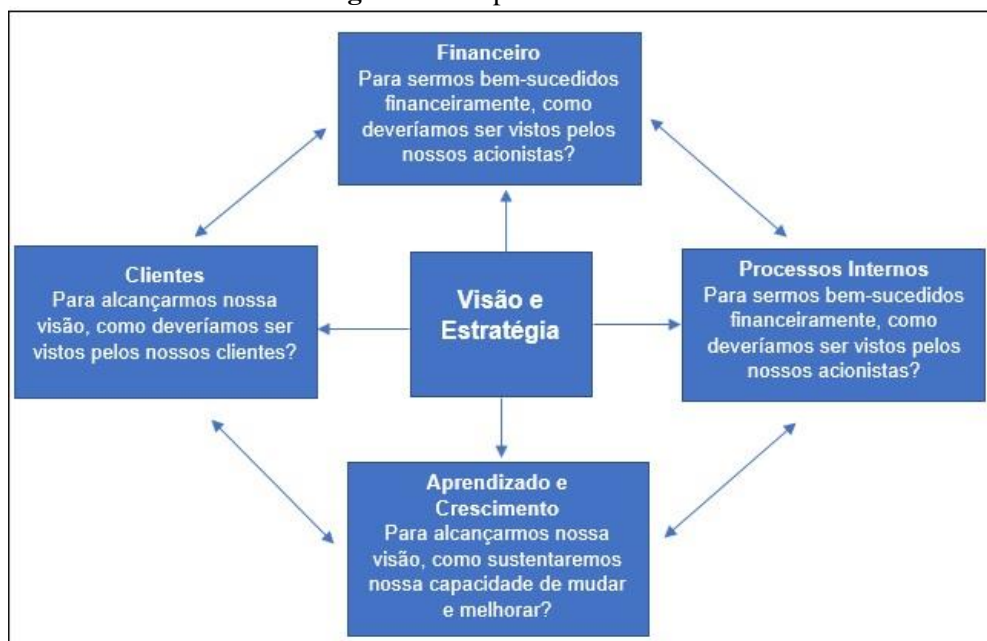 Financeiro
Para sermos bem-sucedidos
financeiramente, como
deveríamos ser vistos pelos
nossos acionistas?
Clientes
Para alcançarmos nossa
visão, como deveríamos ser
vistos pelos nossos clientes?
Visão e
Estratégia
Processos Internos
Para sermos bem-sucedidos
financeiramente, como
deveríamos ser vistos pelos
nossos acionistas?
Aprendizado e
Crescimento
Para alcançarmos nossa
visão, como sustentaremos
nossa capacidade de mudar
e melhorar?